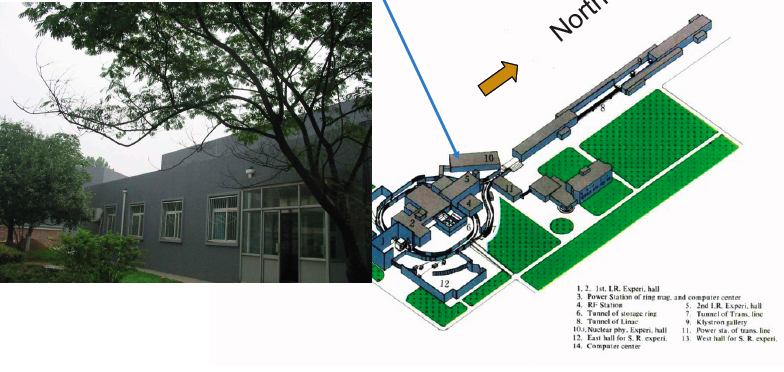 North
10
8
5
11
4
2
6
7
12
1, 2. 1st. I.R. Experi. hall
3. Power Station of ring mag. and computer center
4. RF Station
5. 2nd I.R. Experi. hall
6. Tunnel of storage ring
7. Tunnel of Trans. line
8. Tunnel of Linac
9. Klystron gallery
10., Nuclear phy. Experi. hall
11. Power sta. of trans. line
12. East hall for S. R. experi.
13. West hall for S. R. experi.
14. Computer center